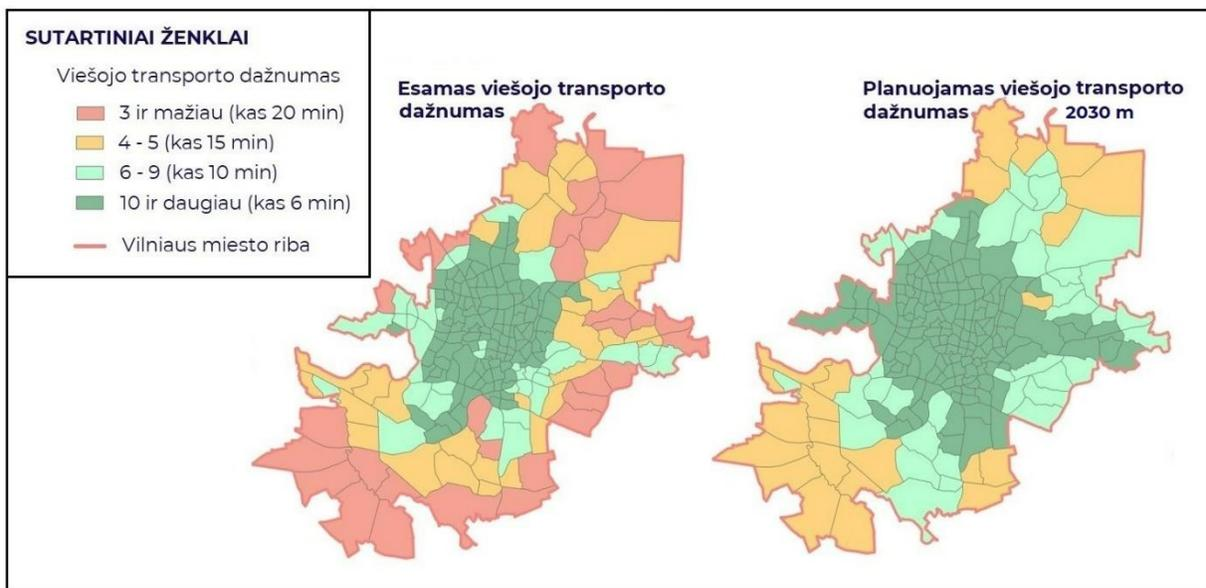 SUTARTINIAI ŽENKLAI
Viešojo transporto dažnumas
3 ir mažiau (kas 20 min)
4 - 5 (kas 15 min)
6 - 9 (kas 10 min)
10 ir daugiau (kas 6 min)
Vilniaus miesto riba
Esamas viešojo transporto
dažnumas
Planuojamas viešojo transporto
dažnumas 2030 m